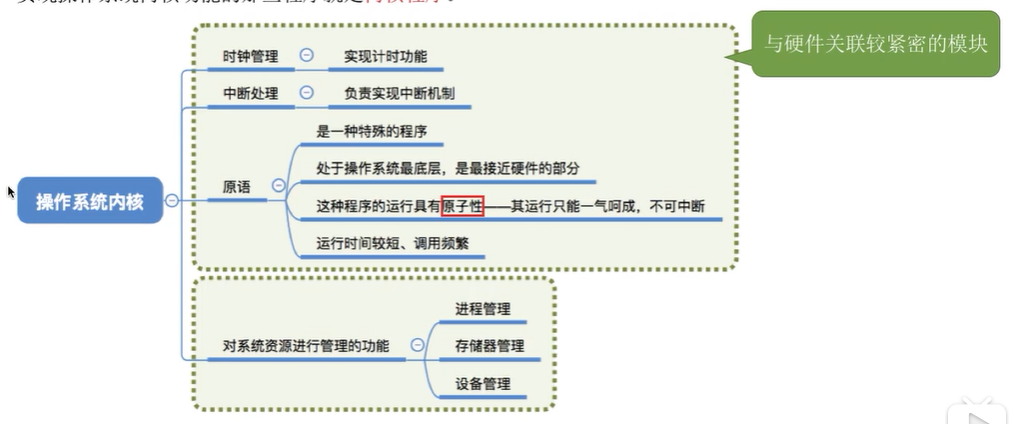 与硬件关联较紧密的模块
时钟管理
实现计时功能
中断处理
负责实现中断机制
原语
是一种特殊的程序
处于操作系统最底层，是最接近硬件的部分
这种程序的运行具有原子性——其运行只能一气呵成，不可中断
运行时间较短、调用频繁
操作系统内核
对系统资源进行管理的功能
进程管理
存储器管理
设备管理